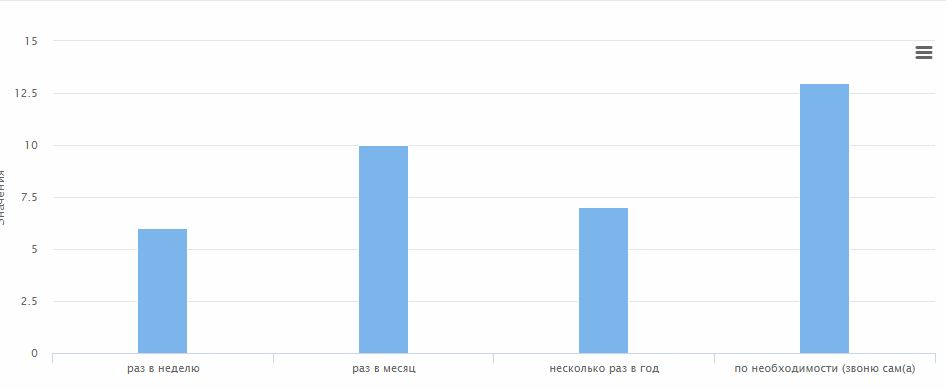 15
12.5
10
7.5
5
2.5
0
Значения
раз в неделю
раз в месяц
несколько раз в год
по необходимости (звоню сам(а)